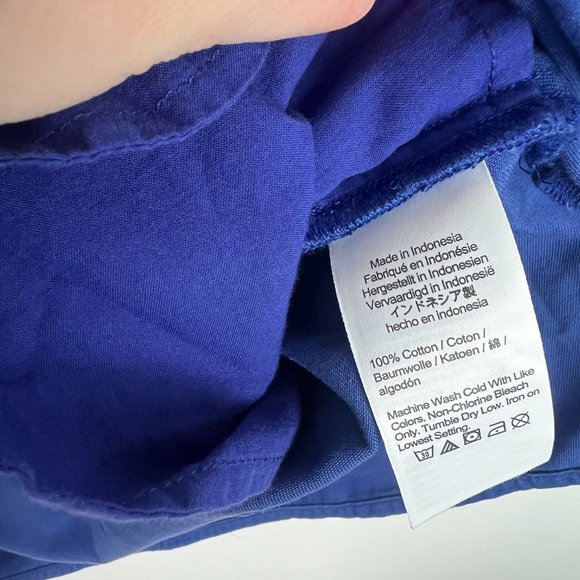 Made in Indonesia
Fabriqué en Indonésie
Hergestellt in Indonesien
Vervaardigd in Indonesië
インドネシア製
hecho en indonesia
100% Cotton / Coton /
Baumwolle / Katoen / 綿 /
algodón
Machine Wash Cold With Like
Colors. Non-Chlorine Bleach
Only. Tumble Dry Low. Iron on
Lowest Setting.
30